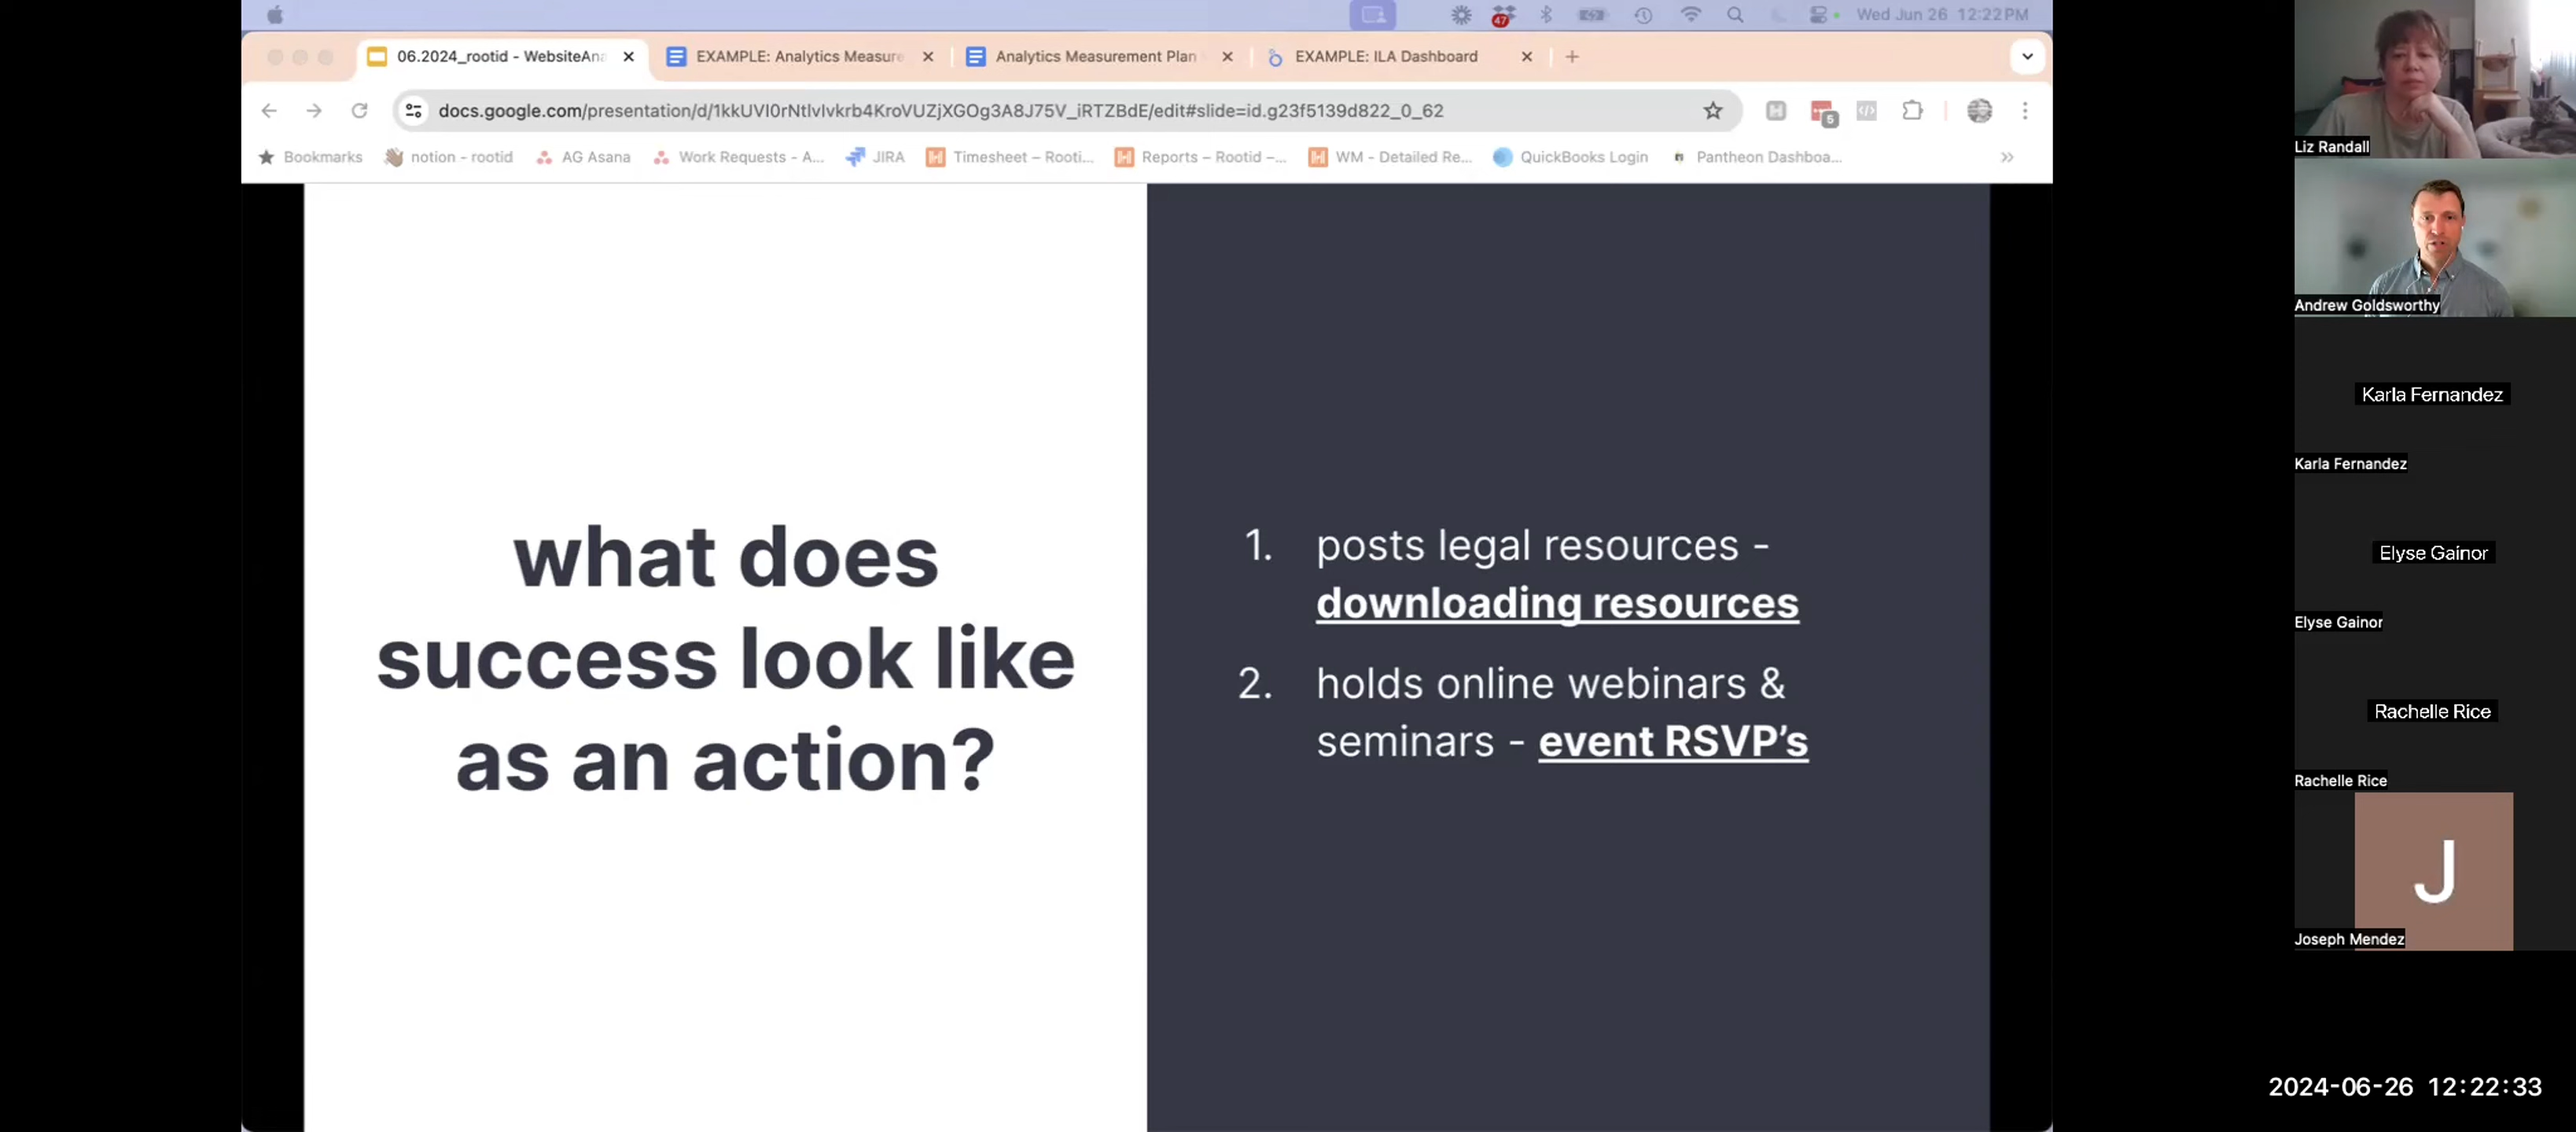 Wed Jun 26 12:22 PM
47
06.2024_rootid - WebsiteAna
EXAMPLE: Analytics Measure
Analytics Measurement Plan
EXAMPLE: ILA Dashboard
docs.google.com/presentation/d/1kkUVI0rNtlvIvkrb4KroVUZjXGOg3A8J75V_iRTZBdE/edit#slide=id.g23f5139d822_0_62
5
Bookmarks
notion - rootid
AG Asana
Work Requests - A...
JIRA
Timesheet – Rooti...
Reports – Rootid –...
WM - Detailed Re...
QuickBooks Login
Pantheon Dashboa...
what does
success look like
as an action?
1. posts legal resources -
downloading resources
2. holds online webinars &
seminars - event RSVP’s
Liz Randall
Andrew Goldsworthy
Karla Fernandez
Karla Fernandez
Elyse Gainor
Elyse Gainor
Rachelle Rice
Rachelle Rice
J
Joseph Mendez
2024-06-26 12:22:33